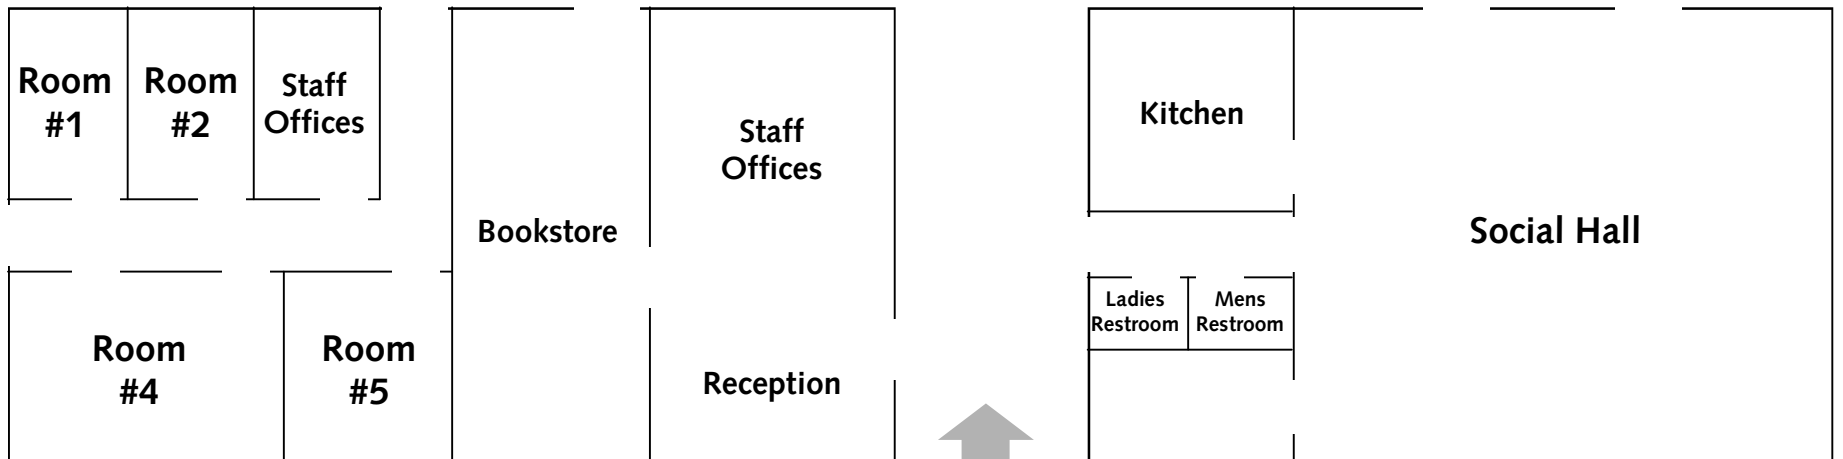 Room
#1
Room
#2
Staff
Offices
Bookstore
Staff
Offices
Kitchen
Social Hall
Ladies
Restroom
Mens
Restroom
Room
#4
Room
#5
Reception